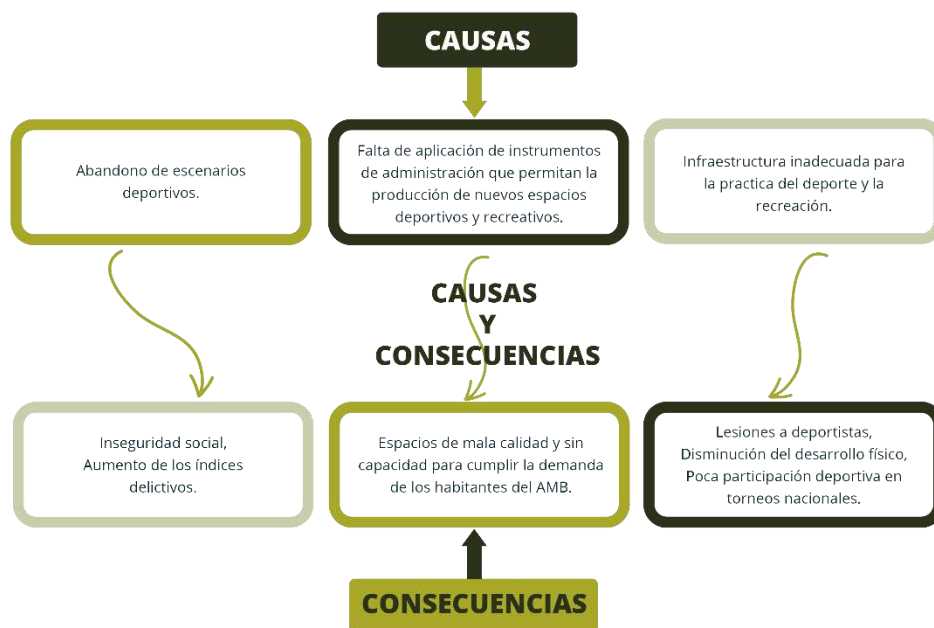 CAUSAS
Abandono de escenarios
deportivos.
Falta de aplicación de instrumentos
de administración que permitan la
producción de nuevos espacios
deportivos y recreativos.
Infraestructura inadecuada para
la practica del deporte y la
recreación.
CAUSAS
Y
CONSECUENCIAS
Inseguridad social,
Aumento de los índices
delictivos.
Espacios de mala calidad y sin
capacidad para cumplir la demanda
de los habitantes del AMB.
Lesiones a deportistas,
Disminución del desarrollo físico,
Poca participación deportiva en
torneos nacionales.
CONSECUENCIAS